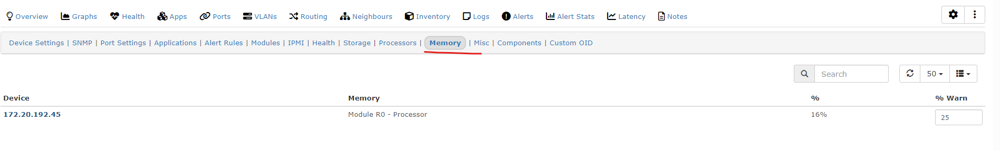 Overview Graphs Health Apps Ports VLANs Routing Neighbours Inventory Logs Alerts Alert Stats Latency Notes
Device Settings | SNMP | Port Settings | Applications | Alert Rules | Modules | IPMI | Health | Storage | Processors | Memory | Misc | Components | Custom OID
Search 50
Device Memory % % Warn
172.20.192.45 Module R0 - Processor 16% 25